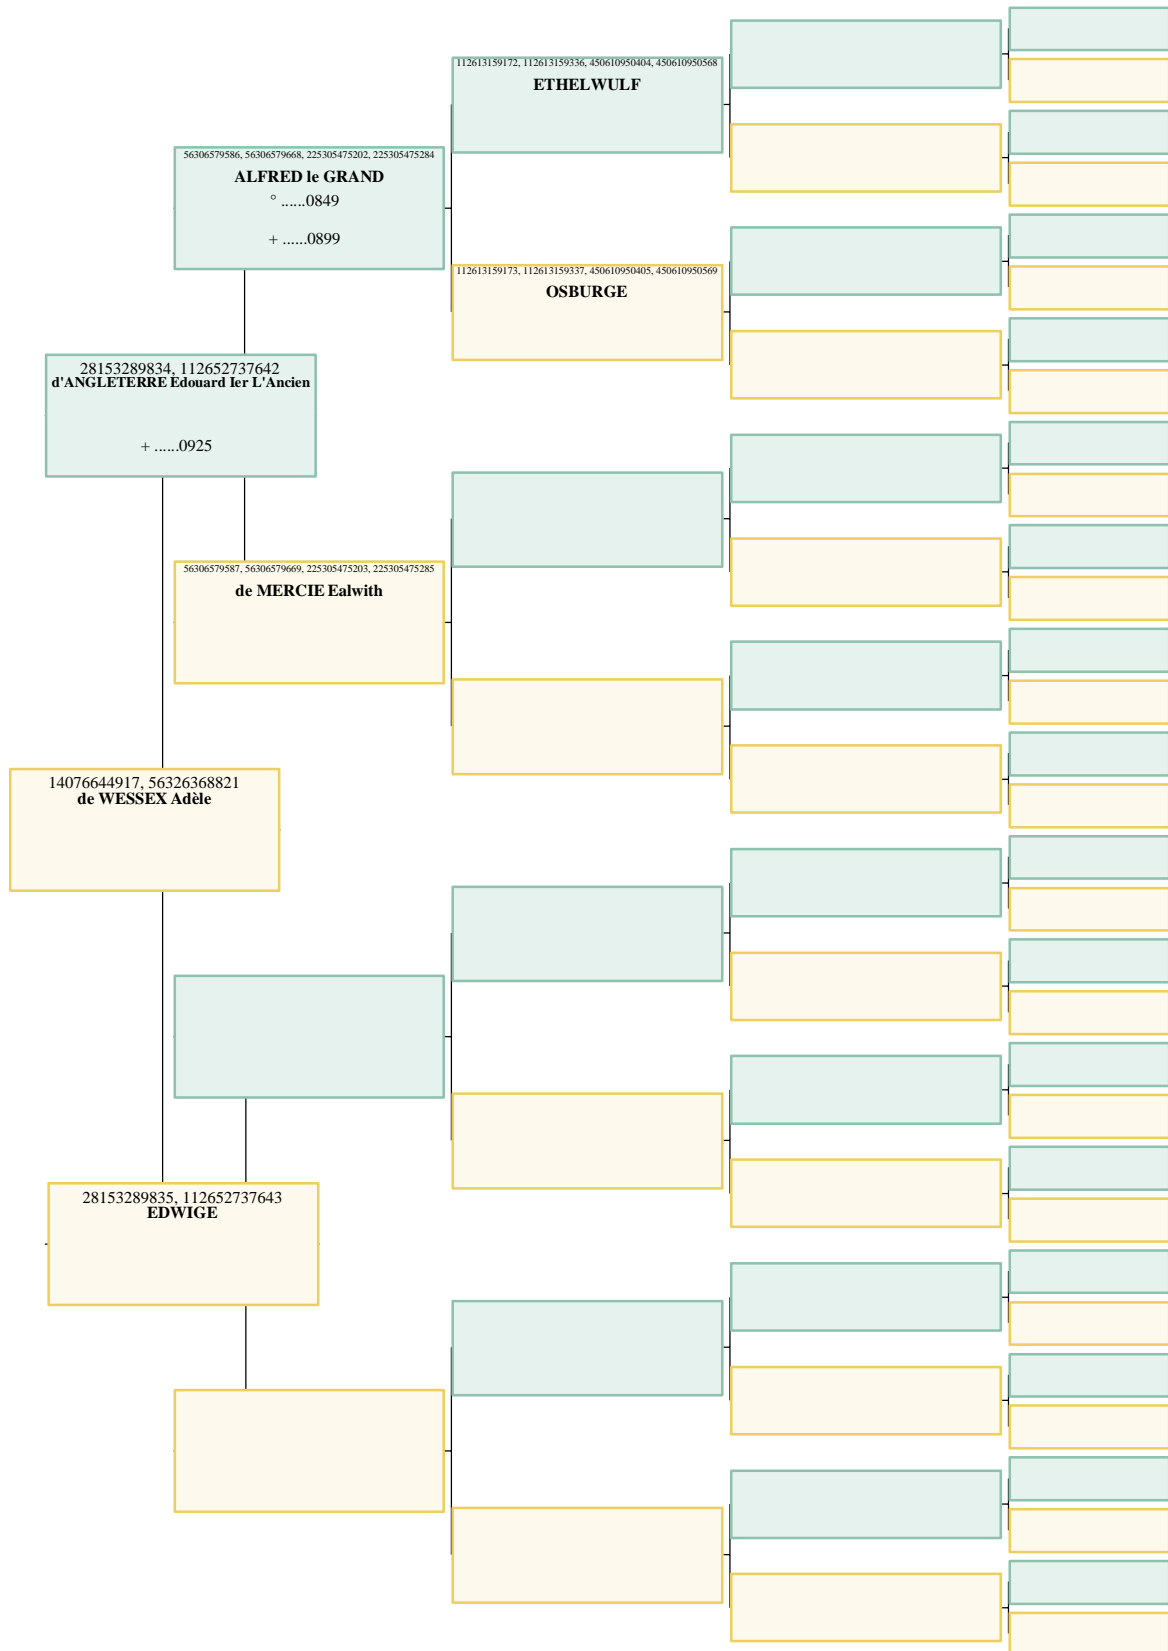 112613159172, 112613159336, 450610950404, 450610950568
ETHELWULF
56306579586, 56306579668, 225305475202, 225305475284
ALFRED le GRAND
° ......0849
+ ......0899
112613159173, 112613159337, 450610950405, 450610950569
OSBURGE
28153289834, 112652737642
d'ANGLETERRE Edouard Ier L'Ancien
+ ......0925
56306579587, 56306579669, 225305475203, 225305475285
de MERCIE Ealwith
14076644917, 56326368821
de WESSEX Adèle
28153289835, 112652737643
EDWIGE